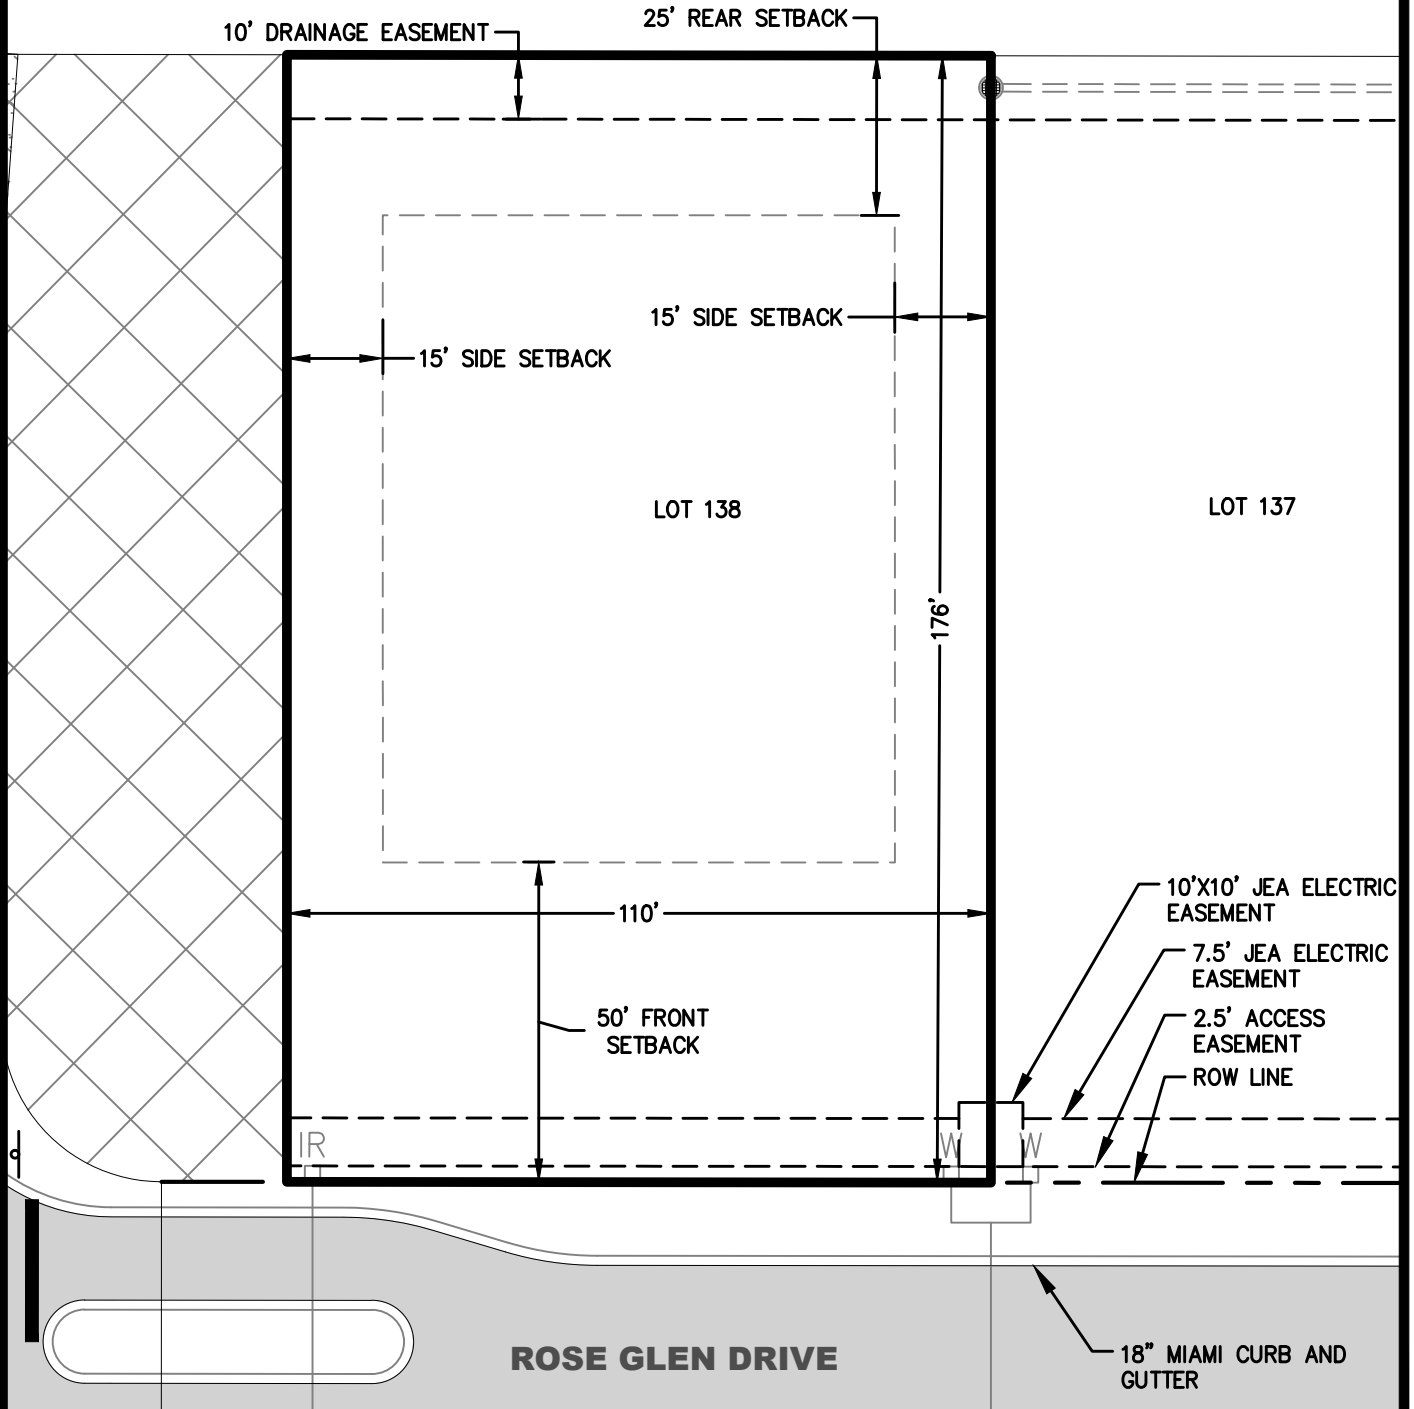 25' REAR SETBACK
10' DRAINAGE EASEMENT
15' SIDE SETBACK
15' SIDE SETBACK
LOT 138
LOT 137
176'
10'X10' JEA ELECTRIC
EASEMENT
110'
7.5' JEA ELECTRIC
EASEMENT
50' FRONT
SETBACK
2.5' ACCESS
EASEMENT
ROW LINE
IR
W
W
ROSE GLEN DRIVE
18" MIAMI CURB AND
GUTTER